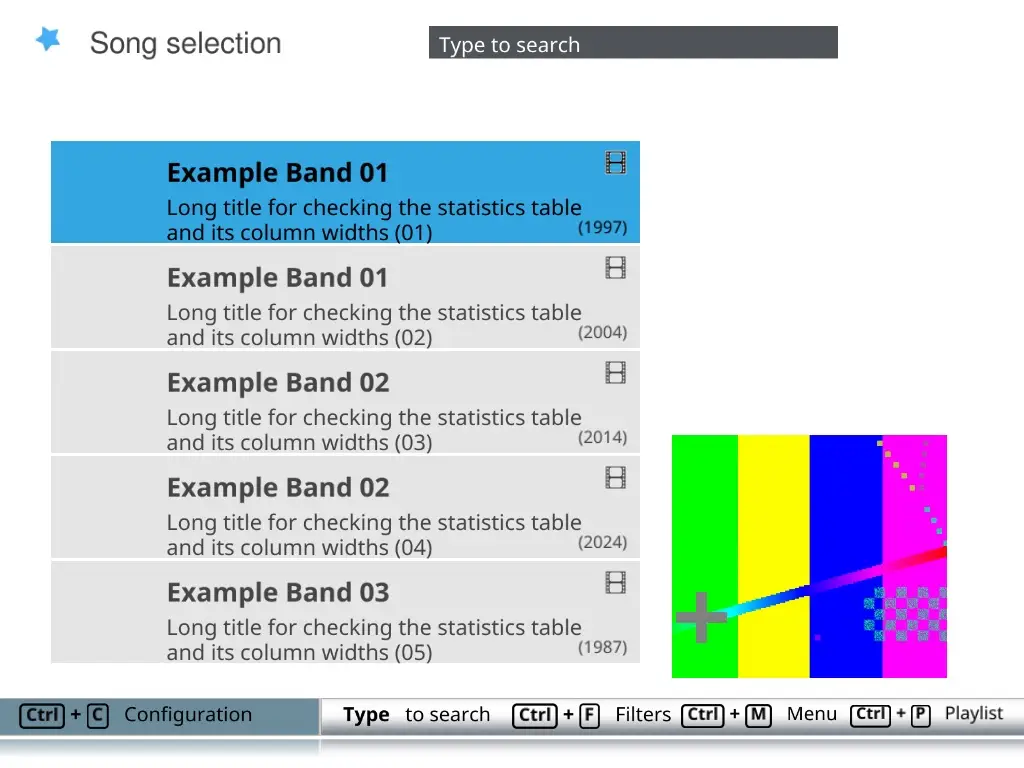 Song selection
Type to search
Example Band 01
Long title for checking the statistics table
and its column widths (01)
(1997)
Example Band 01
Long title for checking the statistics table
and its column widths (02)
(2004)
Example Band 02
Long title for checking the statistics table
and its column widths (03)
(2014)
Example Band 02
Long title for checking the statistics table
and its column widths (04)
(2024)
Example Band 03
Long title for checking the statistics table
and its column widths (05)
(1987)
Ctrl + C Configuration Type to search Ctrl + F Filters Ctrl + M Menu Ctrl + P Playlist